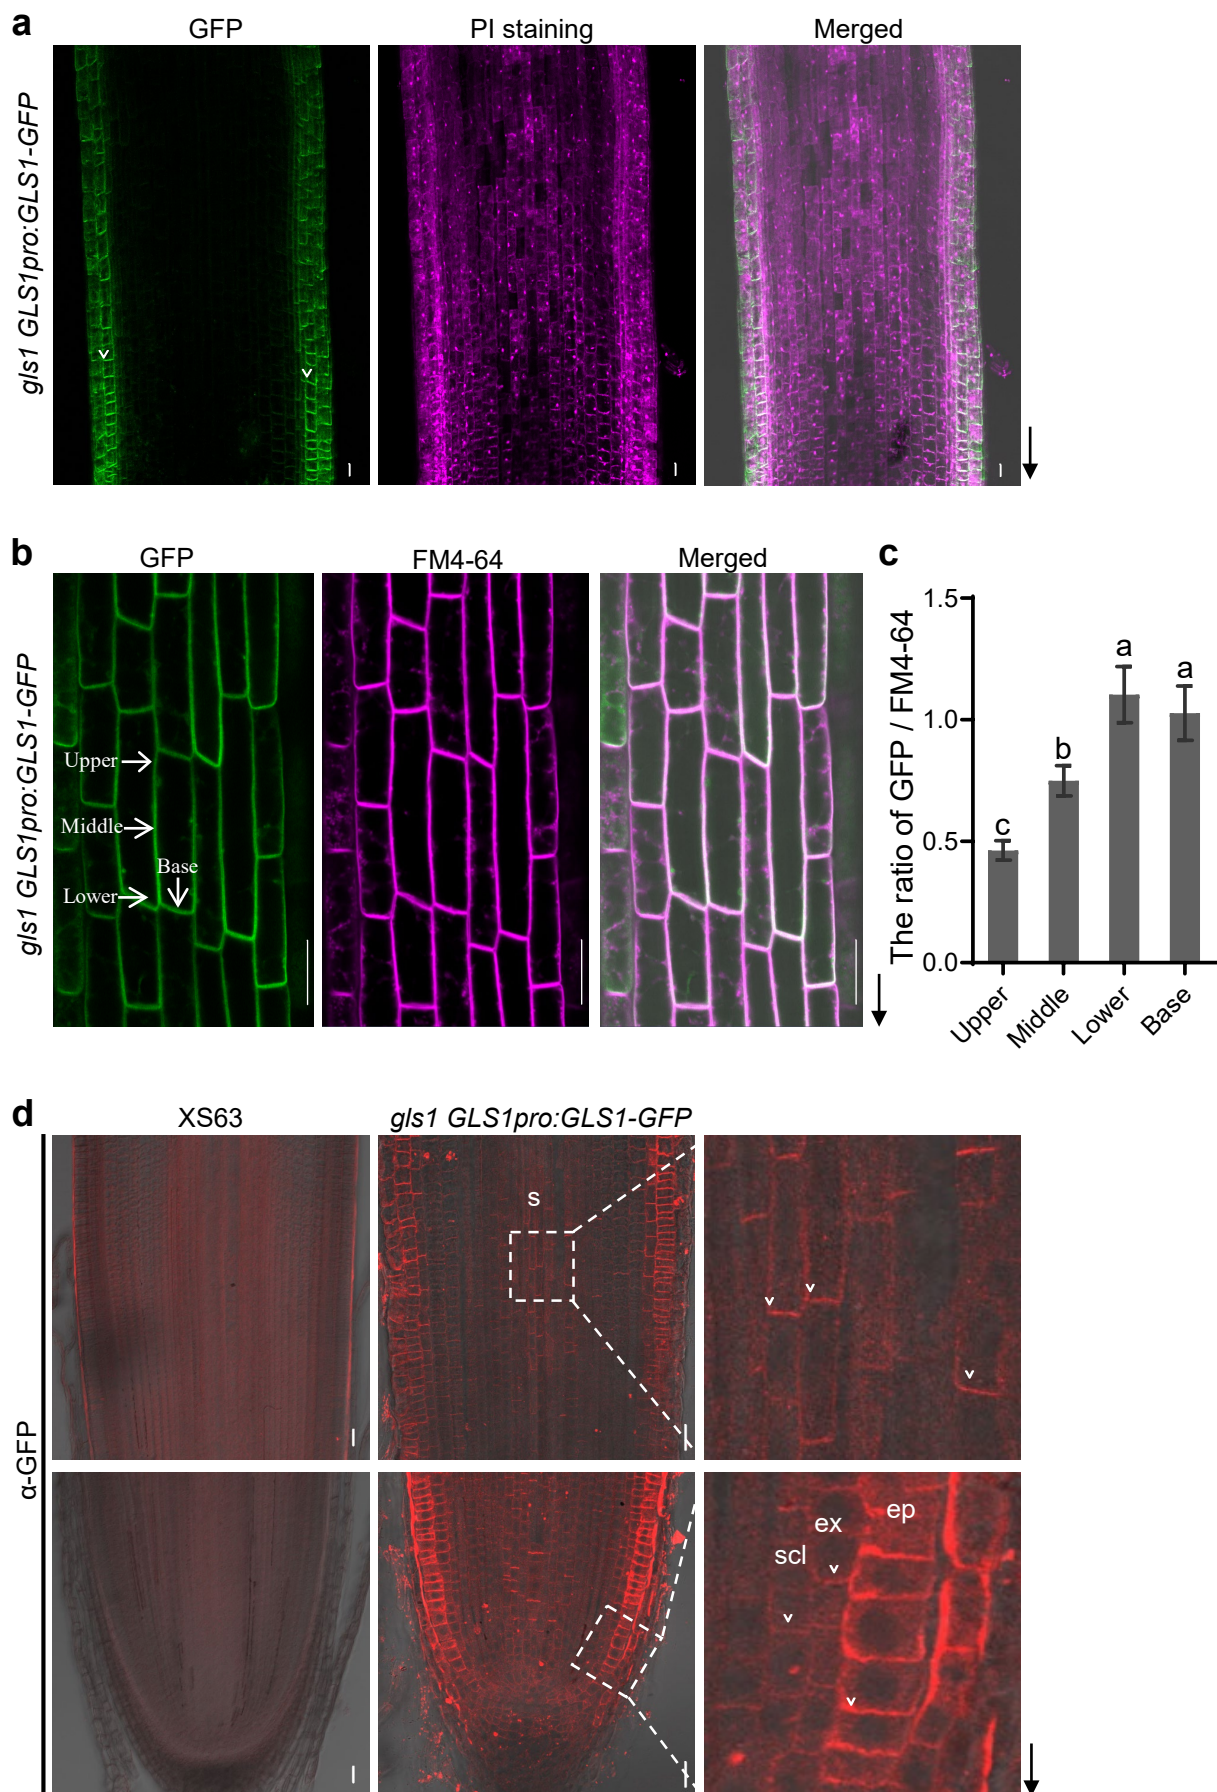 a
GFP
PI staining
Merged
gls1 GLS1pro:GLS1-GFP
b
GFP
FM4-64
Merged
gls1 GLS1pro:GLS1-GFP
Upper
Middle
Base
Lower
c
The ratio of GFP / FM4-64
1.5
1.0
0.5
0.0
c
b
a
a
Upper
Middle
Lower
Base
d
XS63
gls1 GLS1pro:GLS1-GFP
α-GFP
s
ex
ep
scl